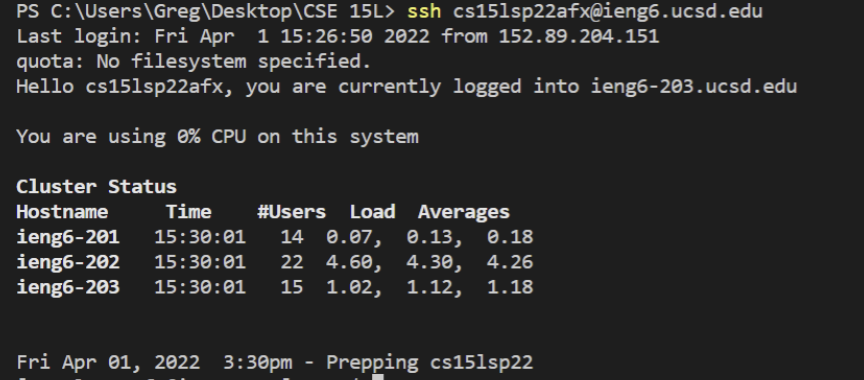 PS C:\Users\Greg\Desktop\CSE 15L> ssh cs15lsp22afx@ieng6.ucsd.edu
Last login: Fri Apr  1 15:26:50 2022 from 152.89.204.151
quota: No filesystem specified.
Hello cs15lsp22afx, you are currently logged into ieng6-203.ucsd.edu
You are using 0% CPU on this system
Cluster Status
Hostname     Time    #Users  Load  Averages
ieng6-201   15:30:01   14  0.07,  0.13,  0.18
ieng6-202   15:30:01   22  4.60,  4.30,  4.26
ieng6-203   15:30:01   15  1.02,  1.12,  1.18
Fri Apr 01, 2022  3:30pm - Prepping cs15lsp22